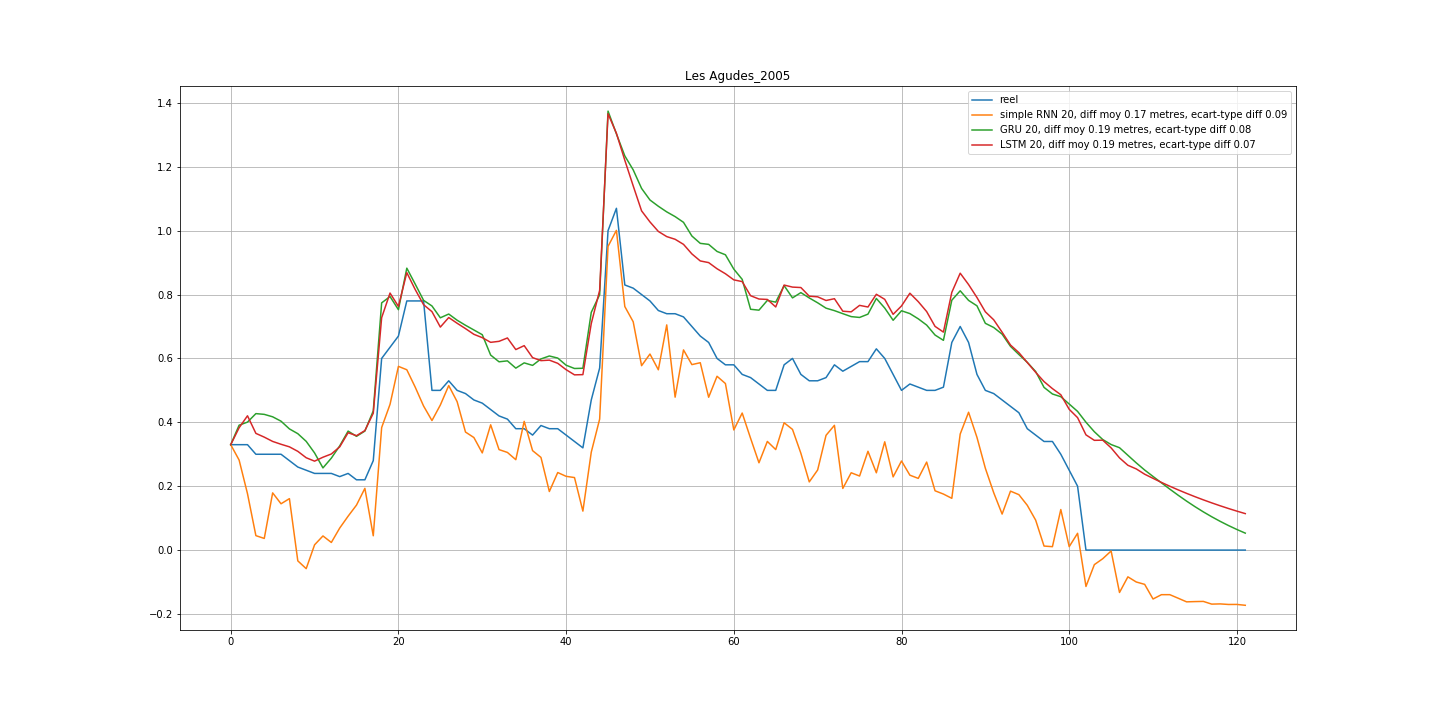 Les Agudes_2005
reel
simple RNN 20, diff moy 0.17 metres, ecart-type diff 0.09
GRU 20, diff moy 0.19 metres, ecart-type diff 0.08
LSTM 20, diff moy 0.19 metres, ecart-type diff 0.07
1.4
1.2
1.0
0.8
0.6
0.4
0.2
0.0
−0.2
0 20 40 60 80 100 120